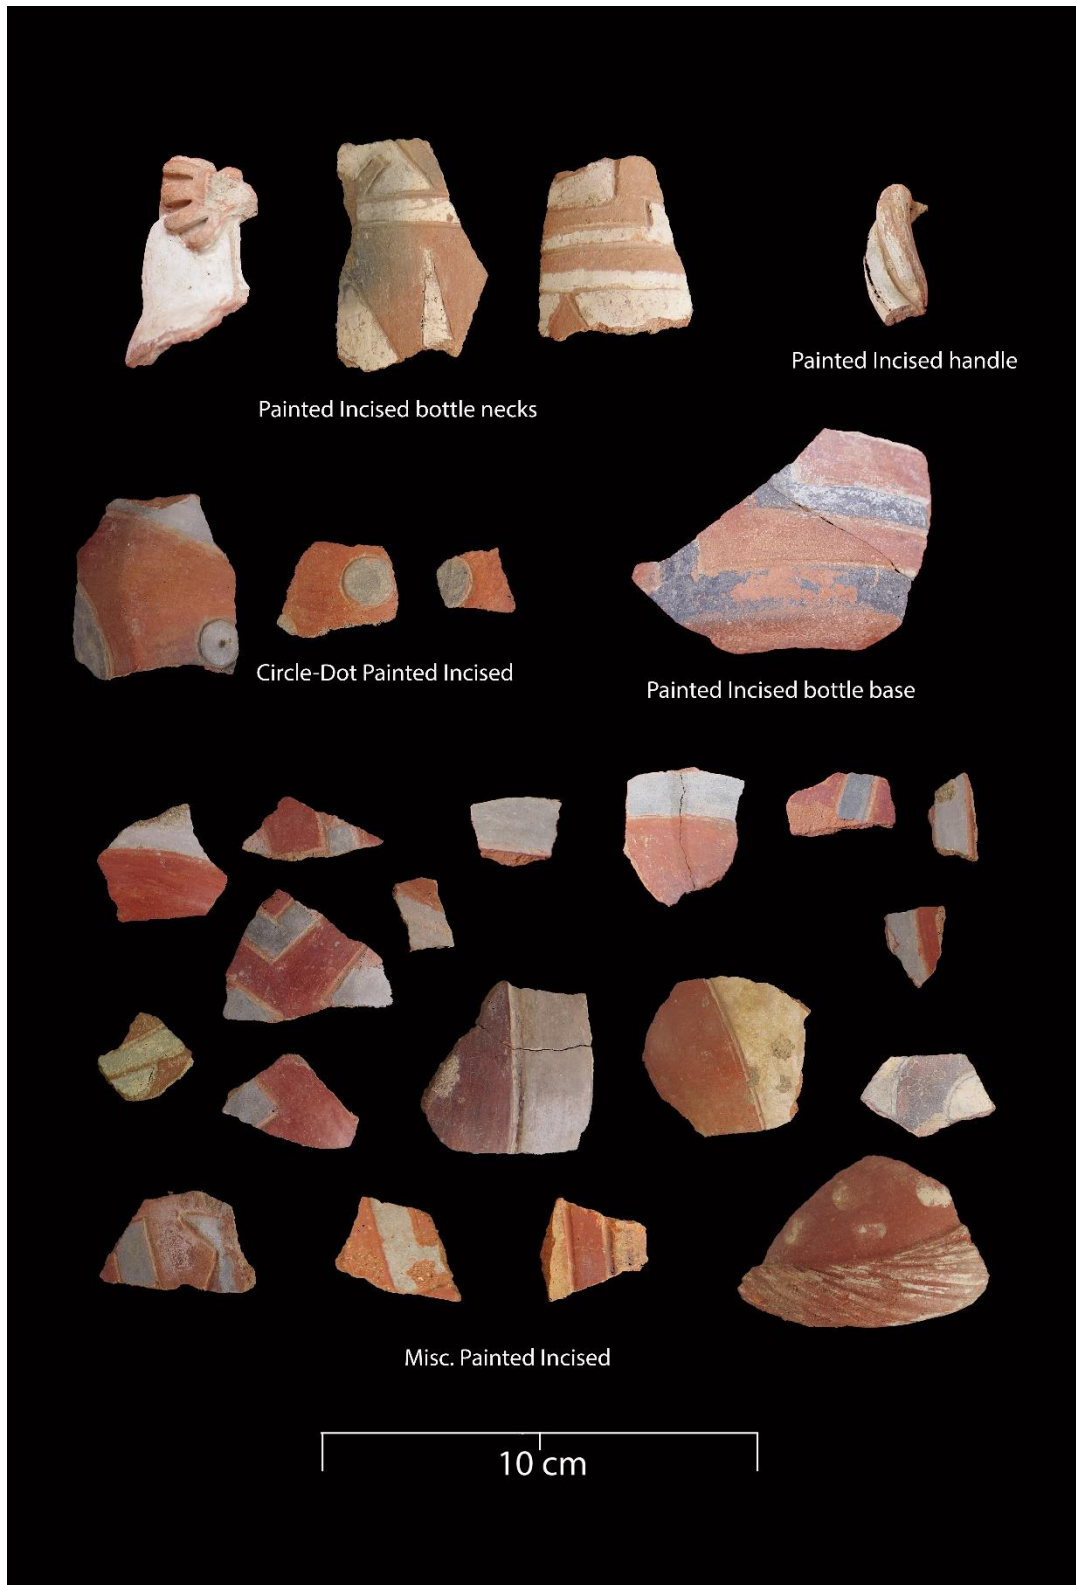 Painted Incised handle
Painted Incised bottle necks
Circle-Dot Painted Incised
Painted Incised bottle base
Misc. Painted Incised
10 cm